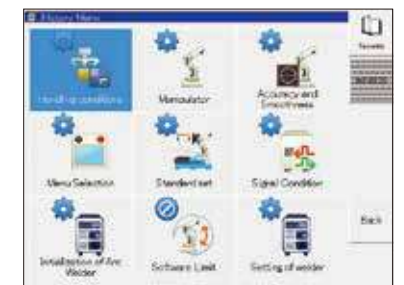 Handling conditions
Manipulator
Accuracy and
Smoothness
Menu Selection
Standard set
Signal Condition
Initialization of Arc
Welder
Software Limit
Setting of welder
Back